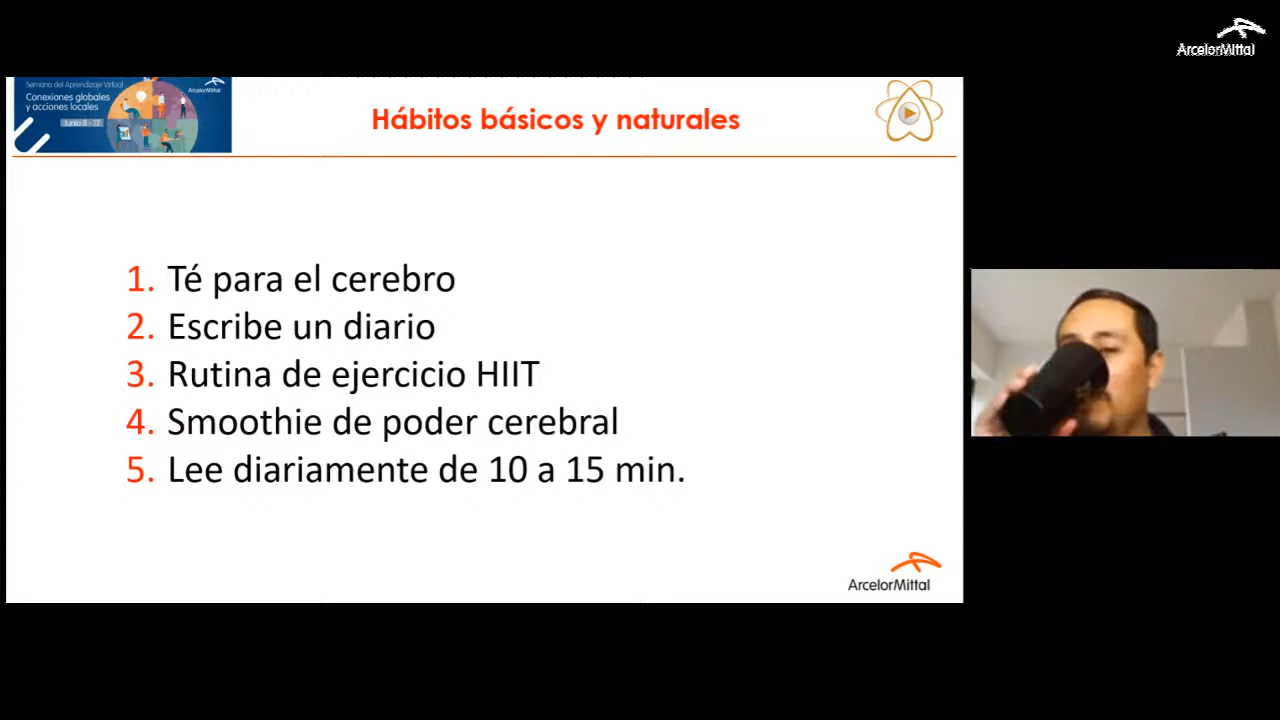 ArcelorMittal
Semana del Aprendizaje Virtual
ArcelorMittal
Conexiones globales
y acciones locales
Junio 8 - 12
Hábitos básicos y naturales
1. Té para el cerebro
2. Escribe un diario
3. Rutina de ejercicio HIIT
4. Smoothie de poder cerebral
5. Lee diariamente de 10 a 15 min.
ArcelorMittal